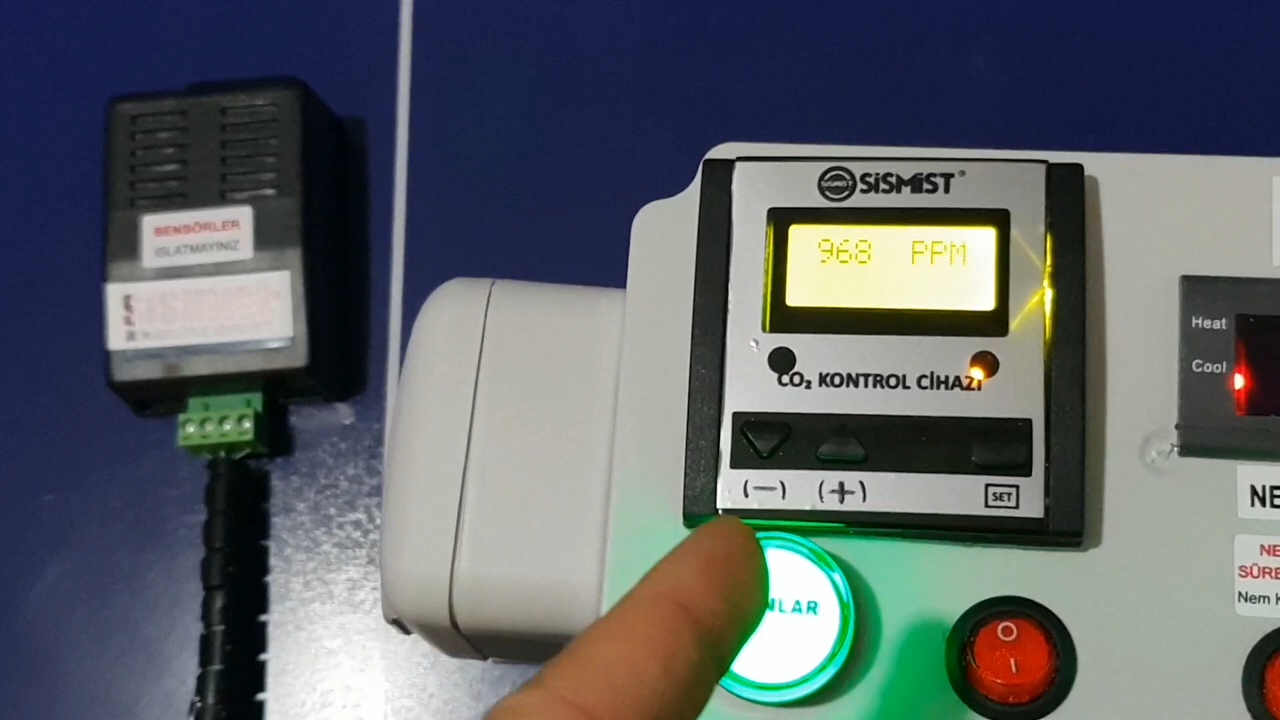 SENSÖRLER
ISLATMAYINIZ
SiSMiST®
968 PPM
CO₂ KONTROL CİHAZI
(-) (+) SET
Heat
Cool
NLAR
O
I
NE
NE
SÜRE
Nem K